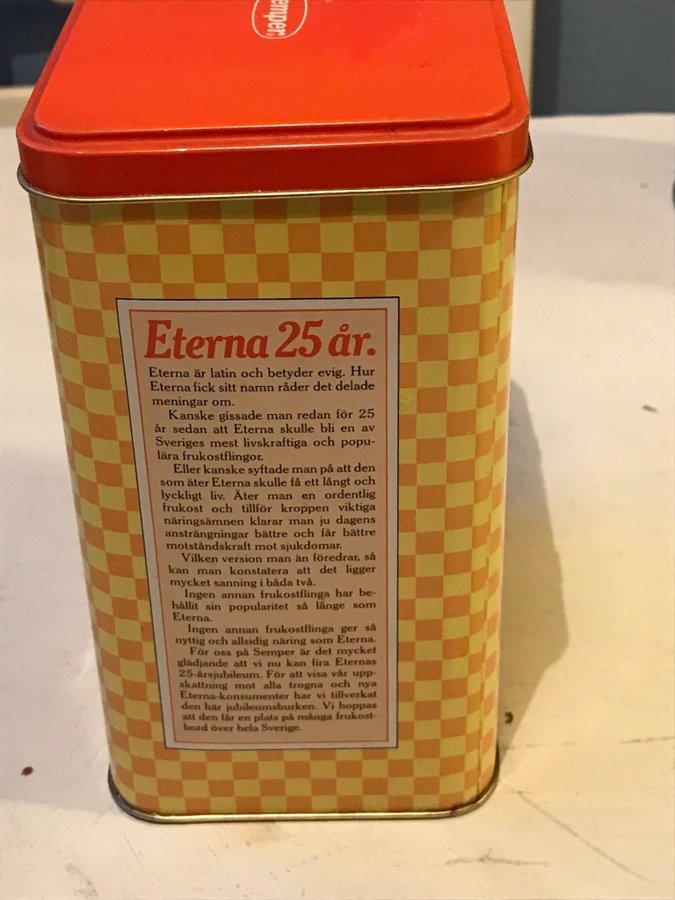 emper
Eterna 25 år.
Eterna är latin och betyder evig. Hur
Eterna fick sitt namn råder det delade
meningar om.
Kanske gissade man redan för 25
år sedan att Eterna skulle bli en av
Sveriges mest livskraftiga och popu-
lära frukostflingor.
Eller kanske syftade man på att den
som äter Eterna skulle få ett långt och
lyckligt liv. Äter man en ordentlig
frukost och tillför kroppen viktiga
näringsämnen klarar man ju dagens
ansträngningar bättre och får bättre
motståndskraft mot sjukdomar.
Vilken version man än föredrar, så
kan man konstatera att det ligger
mycket sanning i båda två.
Ingen annan frukostflinga har be-
hållit sin popularitet så länge som
Eterna.
Ingen annan frukostflinga ger så
nyttig och allsidig näring som Eterna.
För oss på Semper är det mycket
glädjande att vi nu kan fira Eternas
25-årsjubileum. För att visa vår upp-
skattning mot alla trogna och nya
Eterna-konsumenter har vi tillverkat
den här jubileumsburken. Vi hoppas
att den får en plats på många frukost-
bord över hela Sverige.